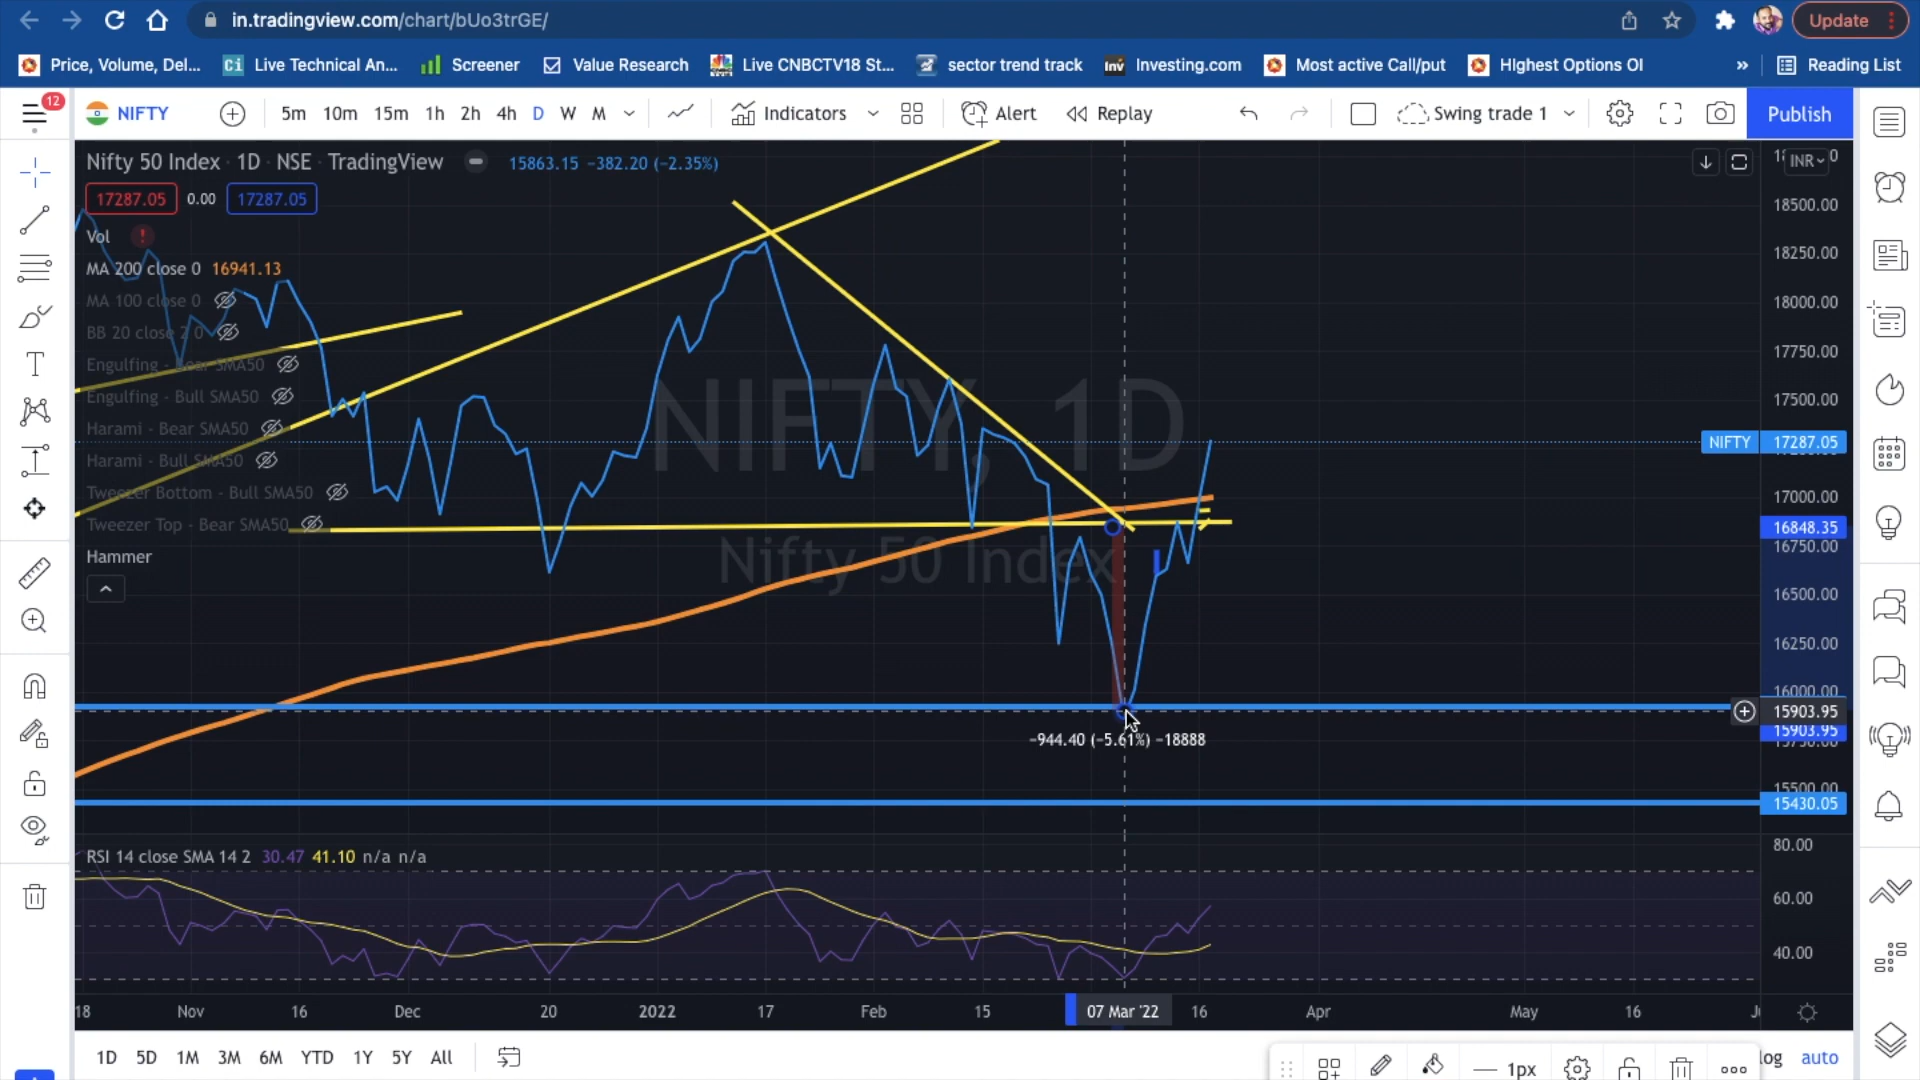 in.tradingview.com/chart/bUo3trGE/
Update
Price, Volume, Del...
Ci Live Technical An...
Screener
Value Research
Live CNBCTV18 St...
sector trend track
Inv Investing.com
Most active Call/put
HIghest Options OI
»
Reading List
12
NIFTY
5m 10m 15m 1h 2h 4h D W M
Indicators
Alert
Replay
Swing trade 1
Publish
Nifty 50 Index · 1D · NSE · TradingView
15863.15 −382.20 (−2.35%)
INR
17287.05 0.00 17287.05
Vol
MA 200 close 0 16941.13
MA 100 close 0
BB 20 close 2 0
Engulfing - Bear SMA50
Engulfing - Bull SMA50
Harami - Bear SMA50
Harami - Bull SMA50
Tweezer Bottom - Bull SMA50
Tweezer Top - Bear SMA50
Hammer
NIFTY, 1D
Nifty 50 Index
18500.00
18250.00
18000.00
17750.00
17500.00
NIFTY 17287.05
17000.00
16848.35
16750.00
16500.00
16250.00
16000.00
15903.95
15903.95
15750.00
15500.00
15430.05
−944.40 (−5.61%) −18888
RSI 14 close SMA 14 2 30.47 41.10 n/a n/a
80.00
60.00
40.00
18 Nov 16 Dec 20 2022 17 Feb 15 07 Mar '22 16 Apr May 16
1D 5D 1M 3M 6M YTD 1Y 5Y All
1px
log auto